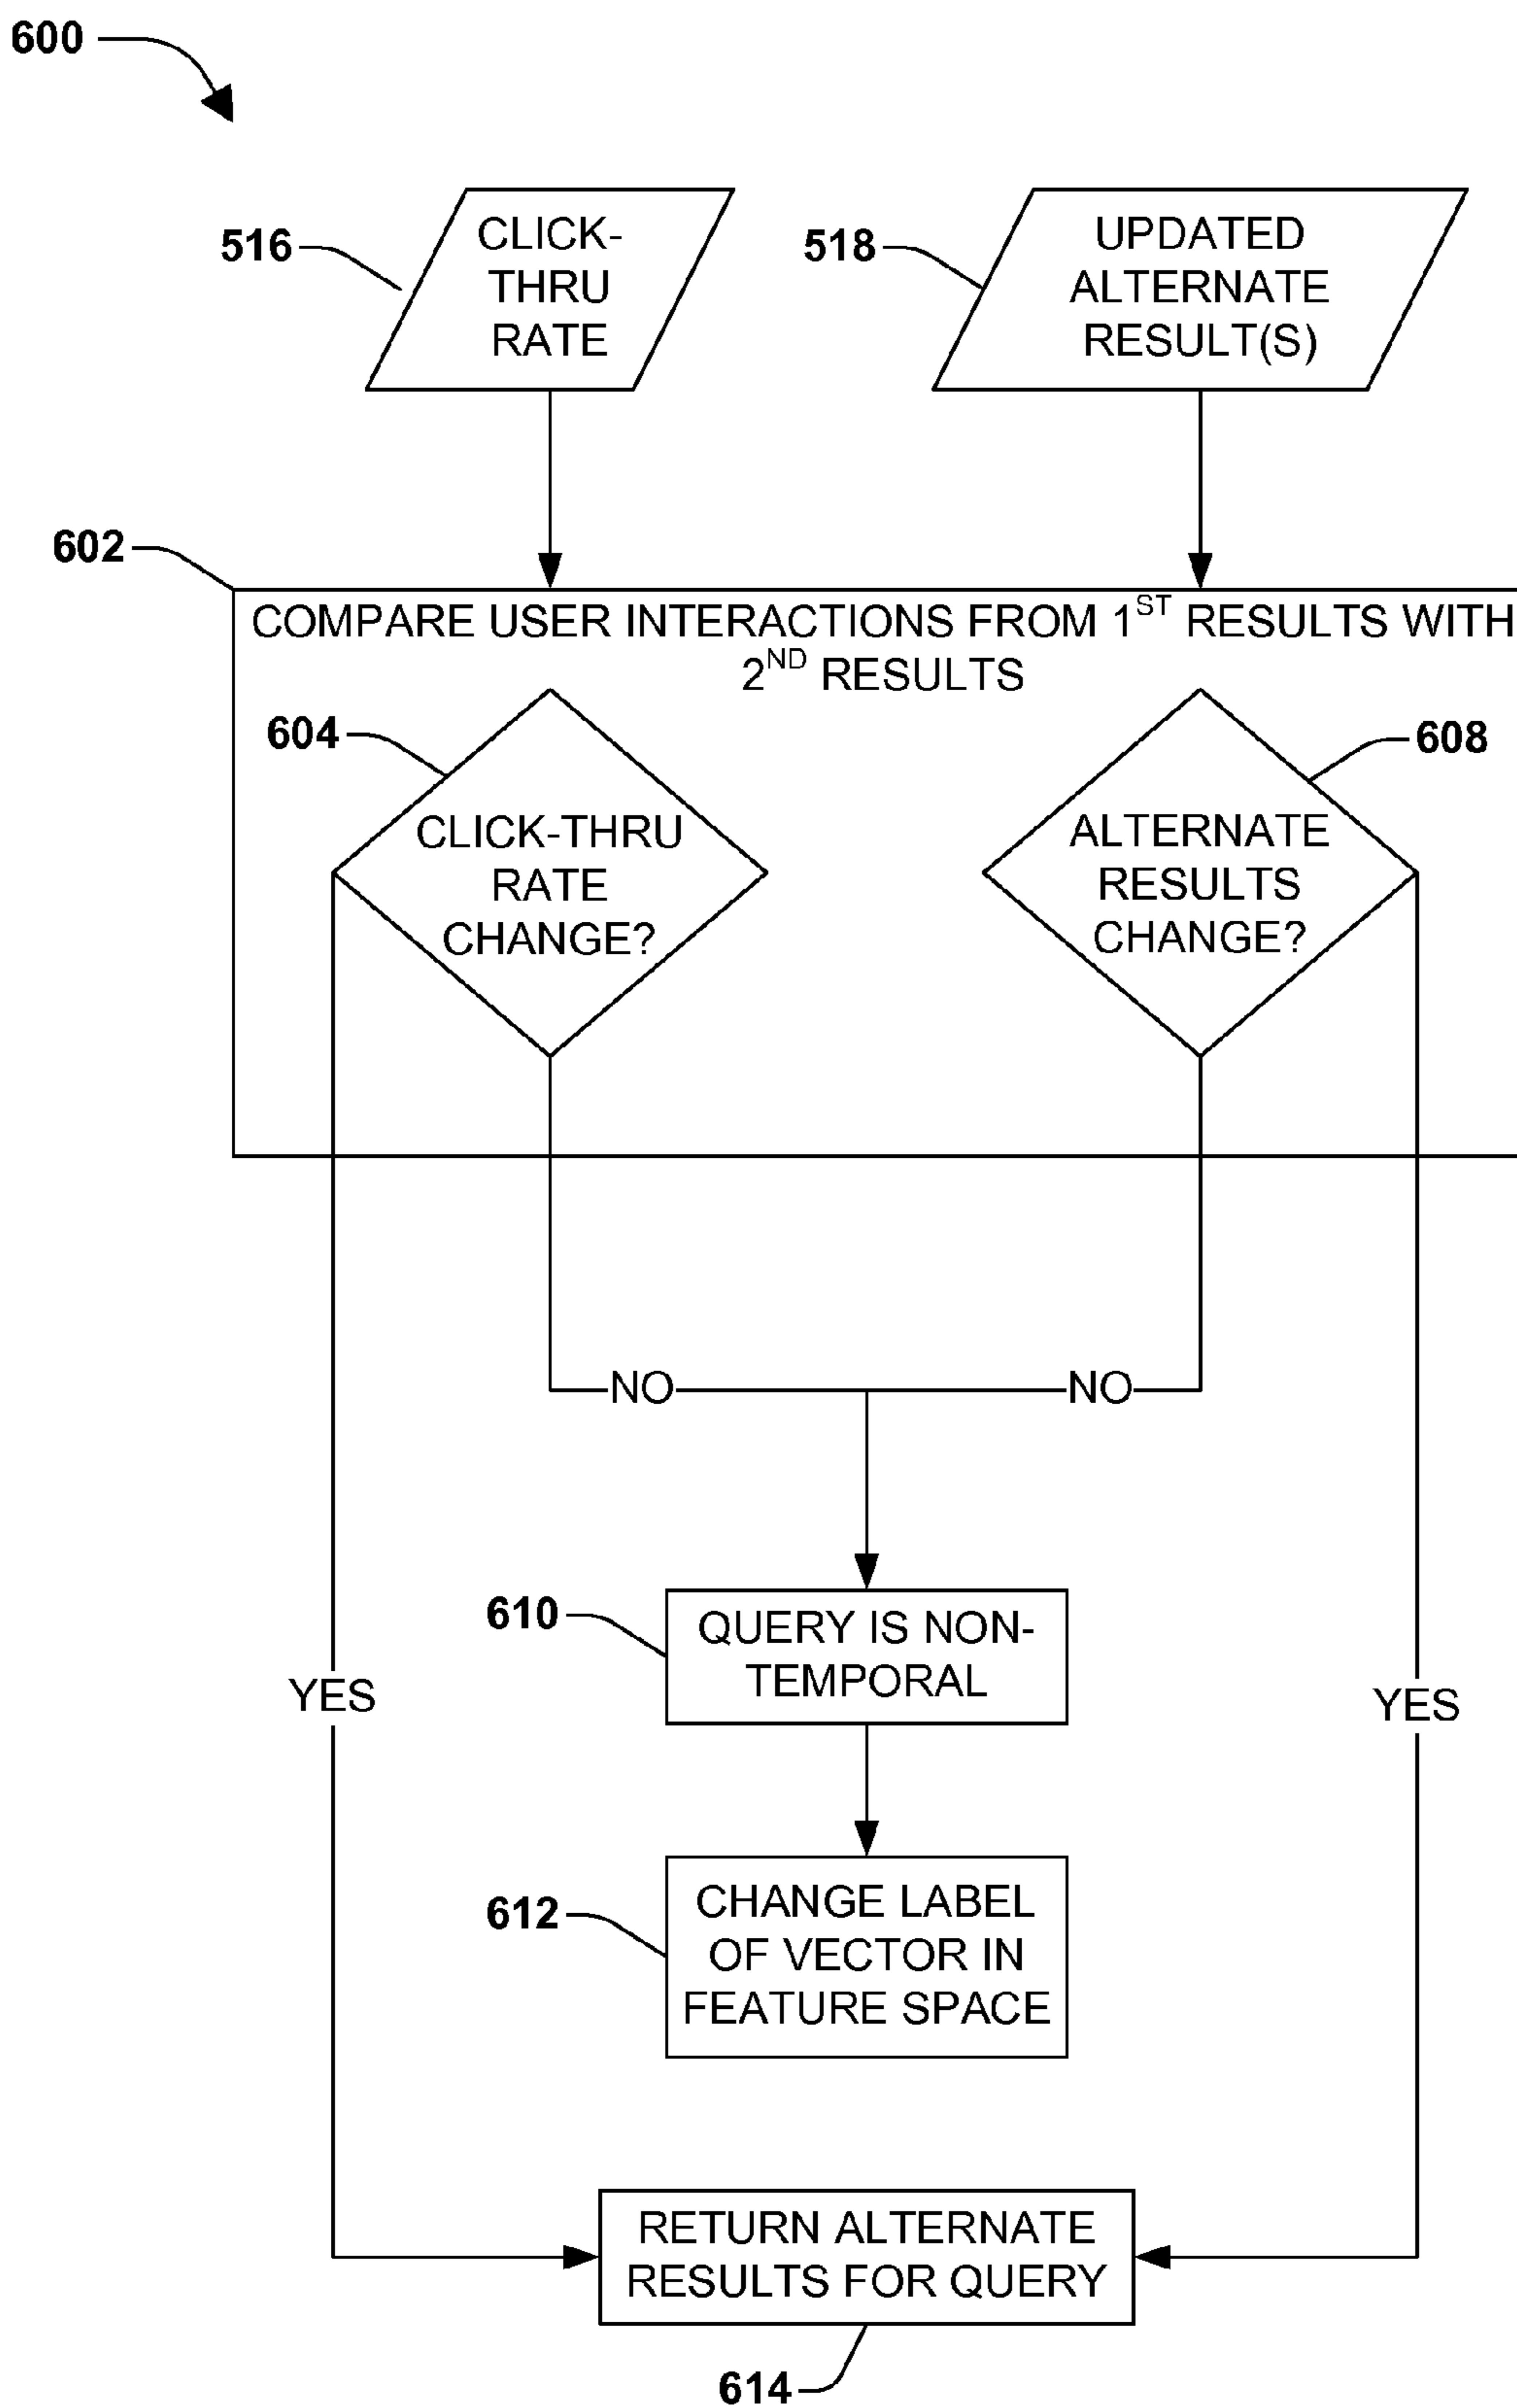 600
516
CLICK-
THRU
RATE
518
UPDATED
ALTERNATE
RESULT(S)
602
COMPARE USER INTERACTIONS FROM 1ST RESULTS WITH
2ND RESULTS
604
CLICK-THRU
RATE
CHANGE?
608
ALTERNATE
RESULTS
CHANGE?
NO
NO
610
QUERY IS NON-
TEMPORAL
YES
YES
612
CHANGE LABEL
OF VECTOR IN
FEATURE SPACE
RETURN ALTERNATE
RESULTS FOR QUERY
614